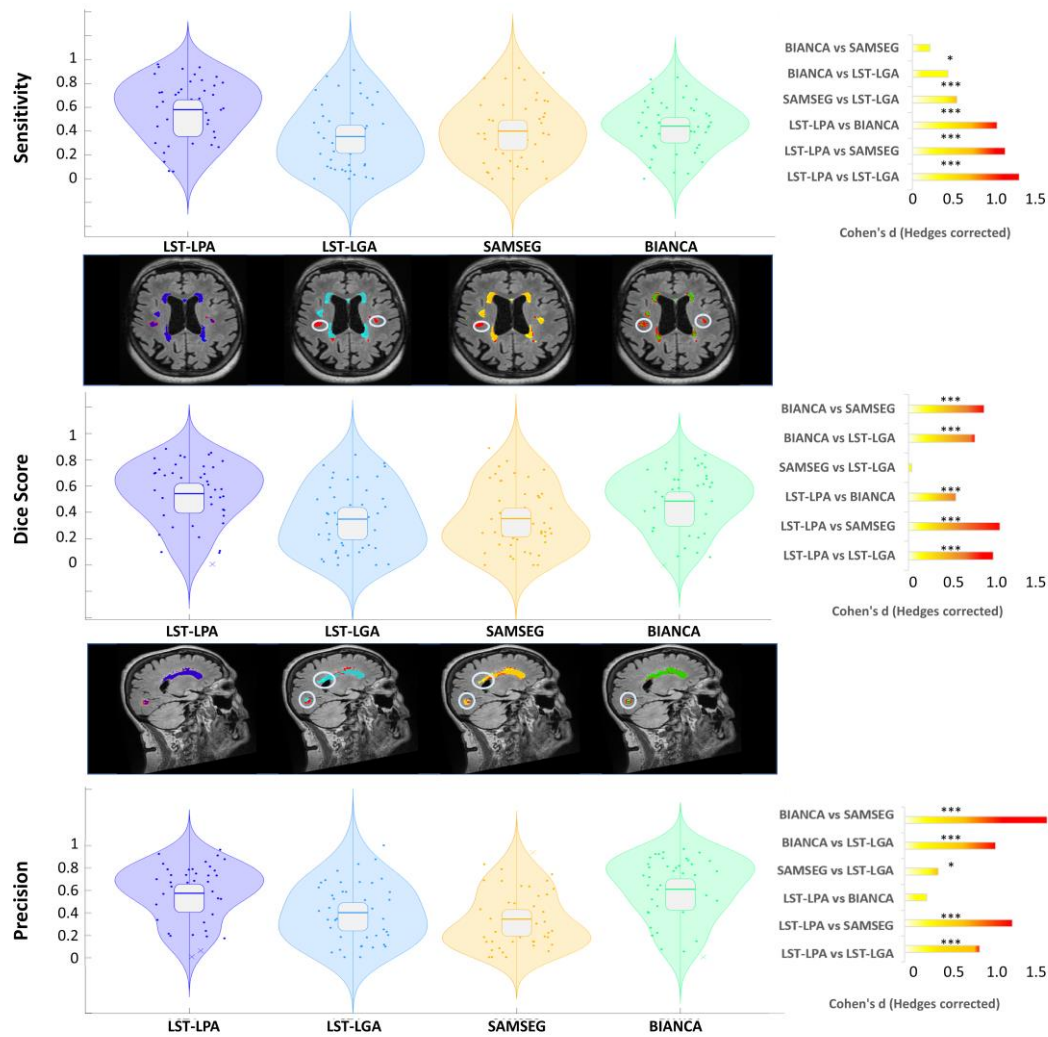 Sensitivity
1
0.8
0.6
0.4
0.2
0
LST-LPA LST-LGA SAMSEG BIANCA
BIANCA vs SAMSEG
*
BIANCA vs LST-LGA
***
SAMSEG vs LST-LGA
***
LST-LPA vs BIANCA
***
LST-LPA vs SAMSEG
***
LST-LPA vs LST-LGA
0 0.5 1.0 1.5
Cohen's d (Hedges corrected)
Dice Score
1
0.8
0.6
0.4
0.2
0
LST-LPA LST-LGA SAMSEG BIANCA
BIANCA vs SAMSEG ***
BIANCA vs LST-LGA ***
SAMSEG vs LST-LGA
LST-LPA vs BIANCA ***
LST-LPA vs SAMSEG ***
LST-LPA vs LST-LGA ***
0 0.5 1.0 1.5
Cohen's d (Hedges corrected)
Precision
1
0.8
0.6
0.4
0.2
0
LST-LPA LST-LGA SAMSEG BIANCA
BIANCA vs SAMSEG ***
BIANCA vs LST-LGA ***
SAMSEG vs LST-LGA *
LST-LPA vs BIANCA
LST-LPA vs SAMSEG ***
LST-LPA vs LST-LGA ***
0 0.5 1.0 1.5
Cohen's d (Hedges corrected)